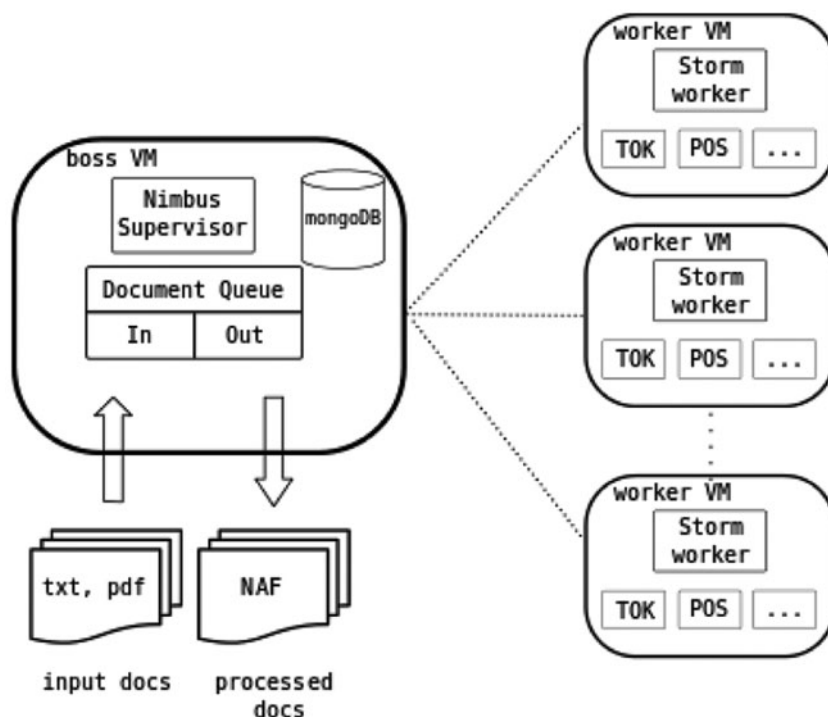 boss VM
Nimbus
Supervisor
mongoDB
Document Queue
In
Out
txt, pdf
NAF
input docs
processed
docs
worker VM
Storm
worker
TOK
POS
...
worker VM
Storm
worker
TOK
POS
...
worker VM
Storm
worker
TOK
POS
...